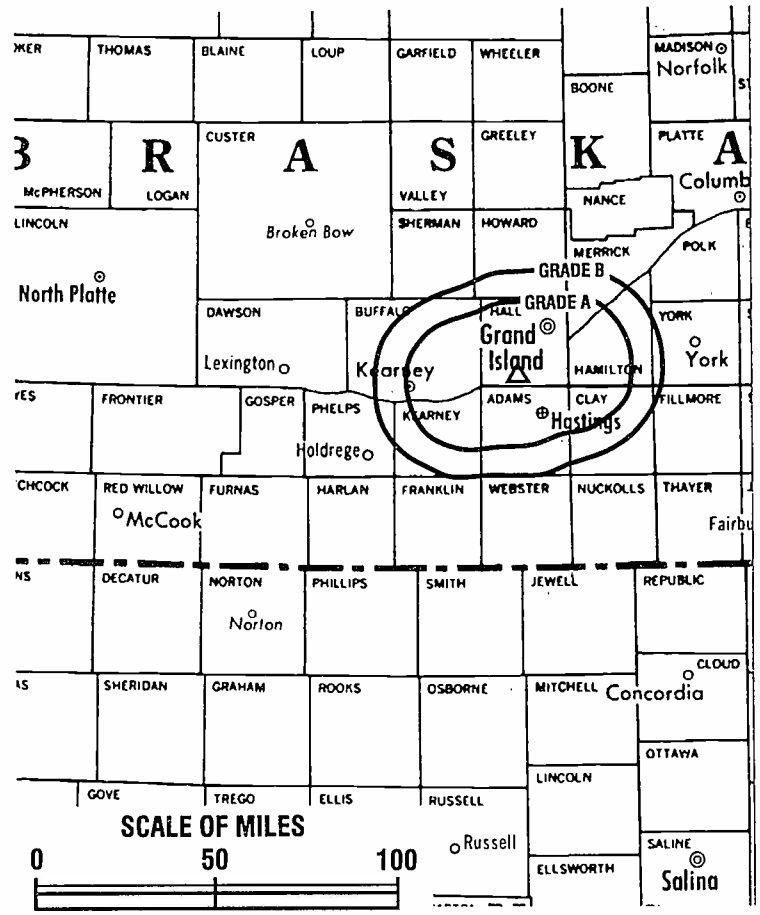 THOMAS
BLAINE
LOUP
GARFIELD
WHEELER
MADISON
Norfolk
BOONE
CUSTER
GREELEY
PLATTE
B R A S K A
McPHERSON
LOGAN
VALLEY
NANCE
LINCOLN
Broken Bow
SHERMAN
HOWARD
MERRICK
POLK
GRADE B
North Platte
GRADE A
DAWSON
HALL
YORK
Grand
Island
Lexington
Kearney
HAMILTON
York
FRONTIER
GOSPER
PHELPS
KEARNEY
ADAMS
CLAY
FILLMORE
Hastings
Holdrege
RED WILLOW
FURNAS
HARLAN
FRANKLIN
WEBSTER
NUCKOLLS
THAYER
McCook
DECATUR
NORTON
PHILLIPS
SMITH
JEWELL
REPUBLIC
Norton
CLOUD
SHERIDAN
GRAHAM
ROOKS
OSBORNE
MITCHELL
Concordia
OTTAWA
LINCOLN
GOVE
TREGO
ELLIS
RUSSELL
SCALE OF MILES
0 50 100
Russell
SALINE
ELLSWORTH
Salina